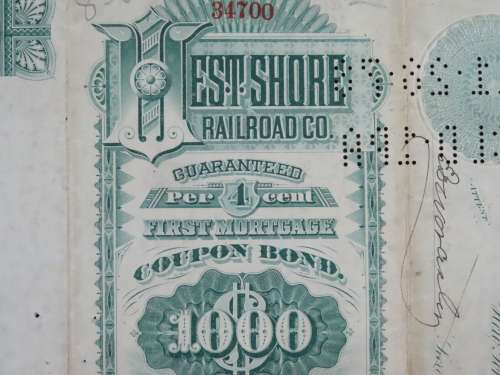 34700
WEST SHORE
RAILROAD CO.
GUARANTEED
Per 4 cent
FIRST MORTGAGE
COUPON BOND.
$1000